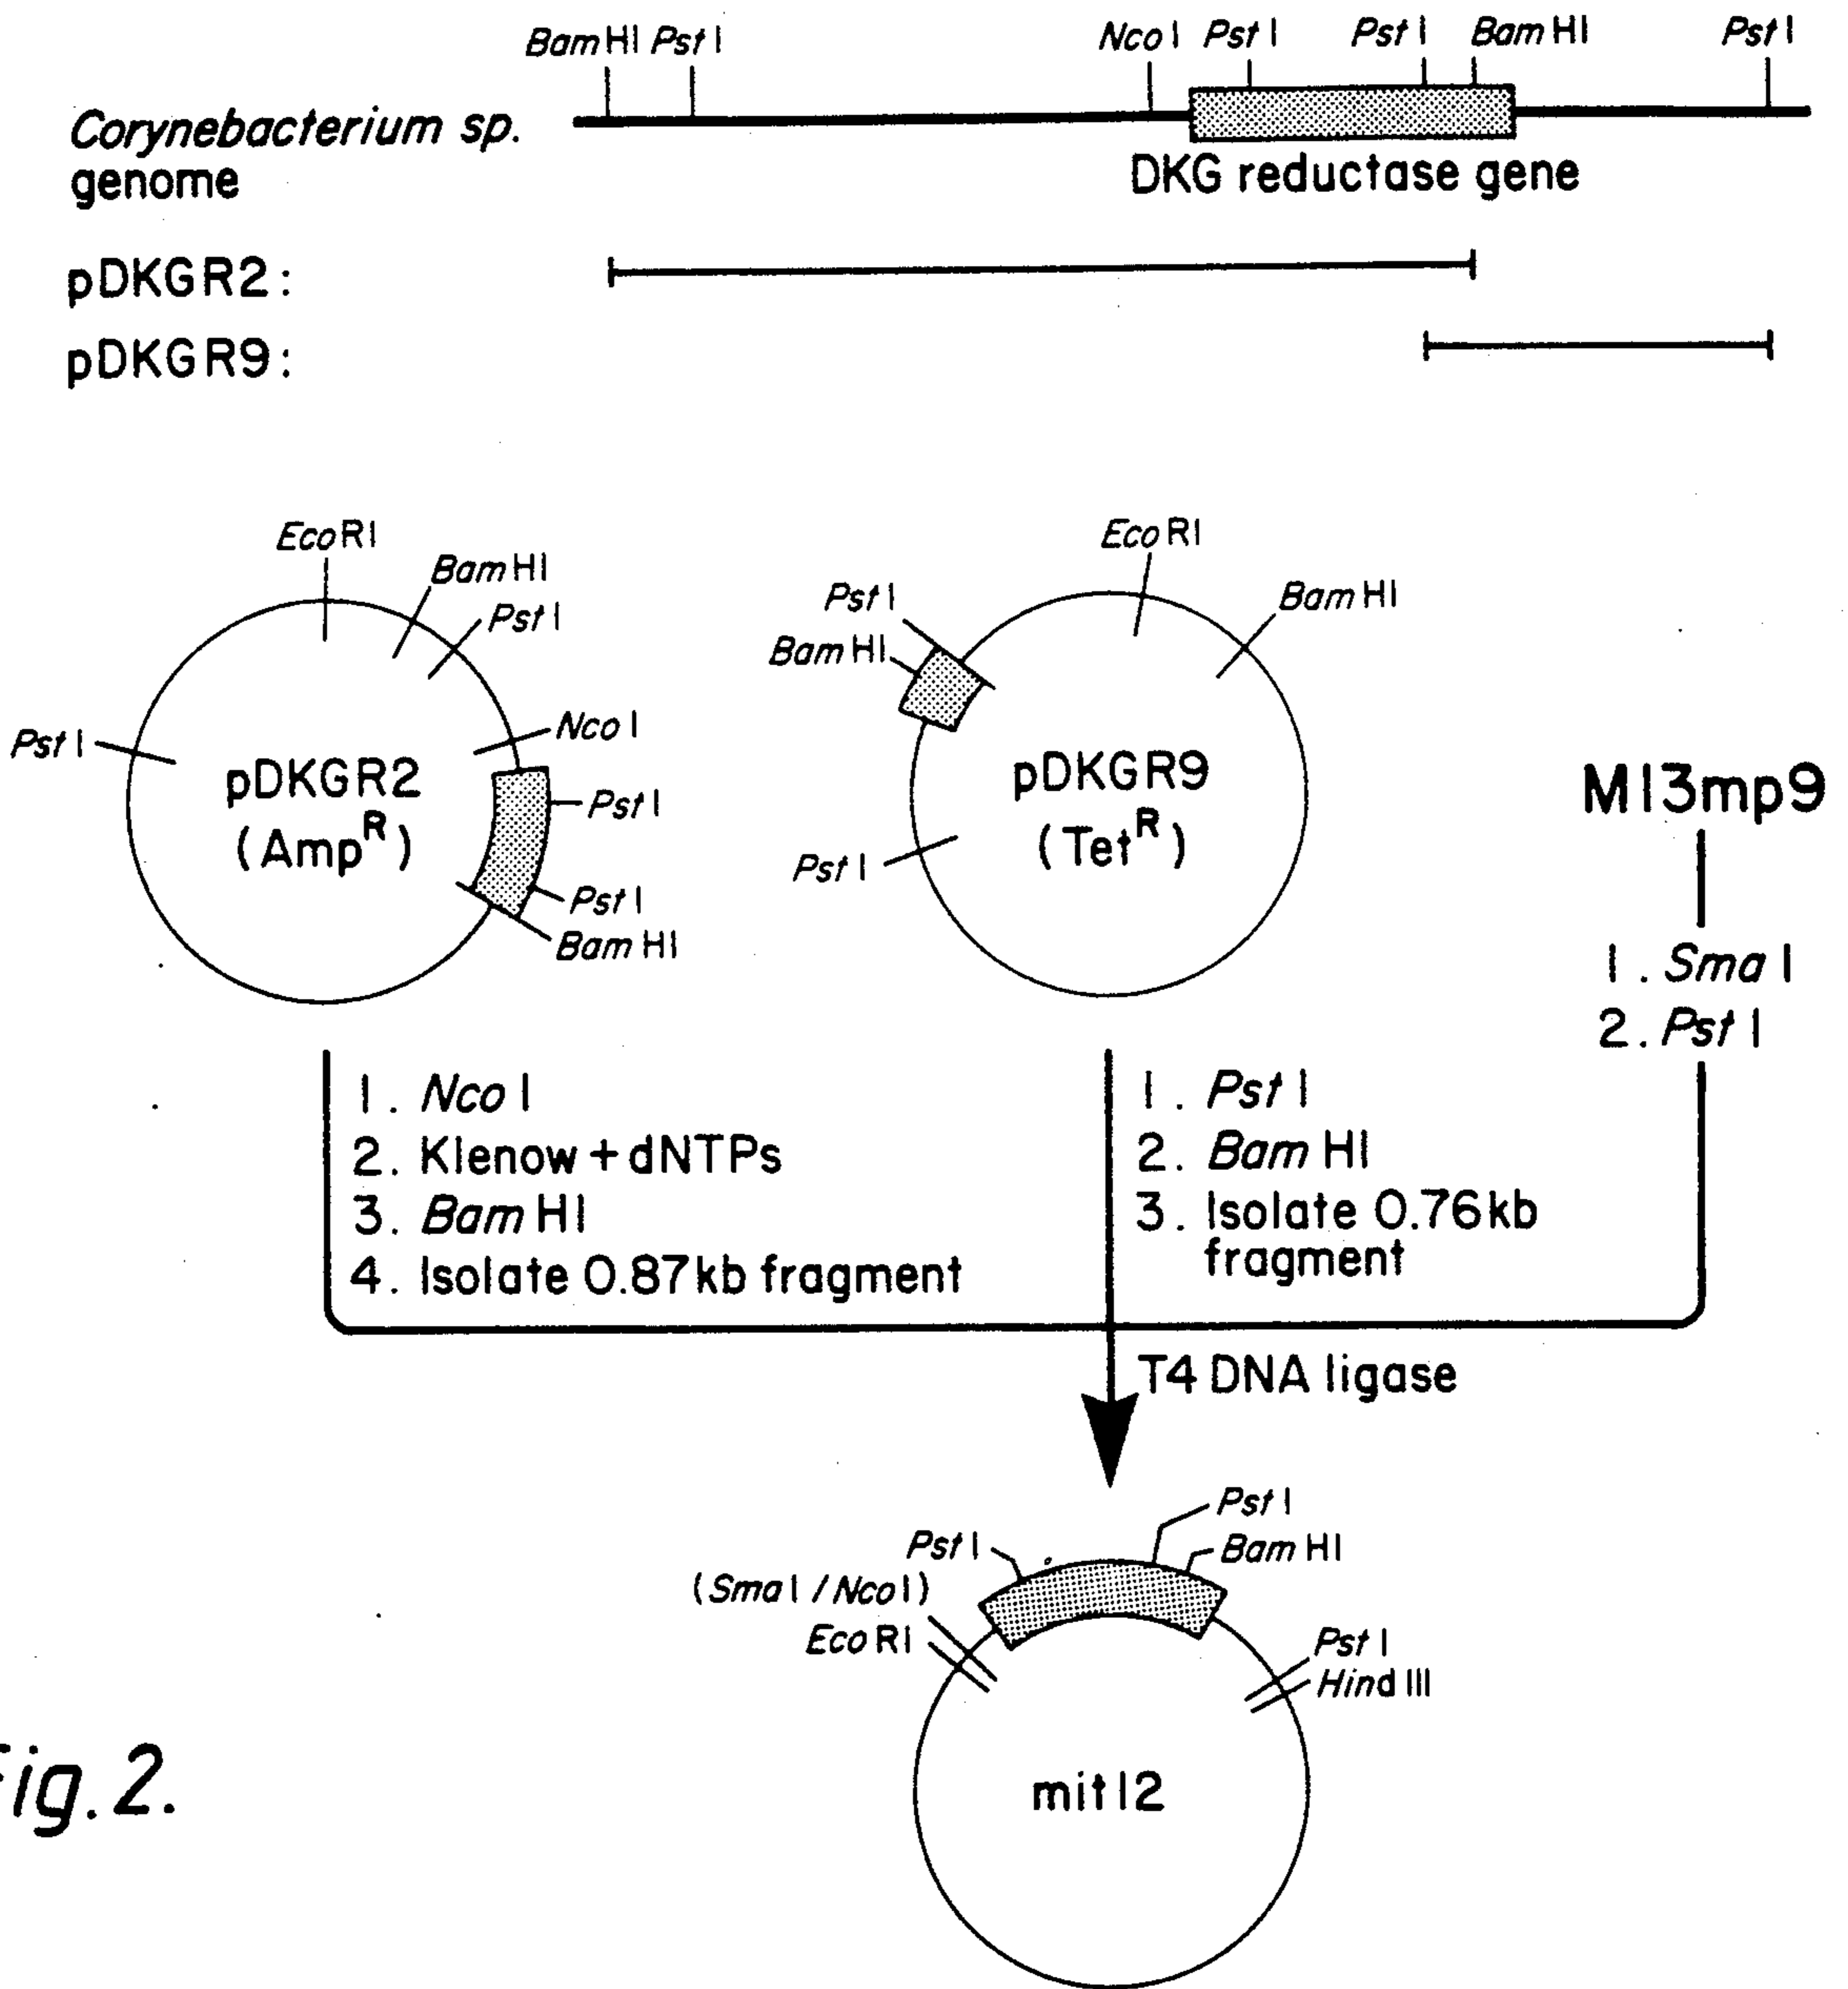 BamHI PstI NcoI PstI PstI BamHI PstI
Corynebacterium sp.
genome
DKG reductase gene
pDKGR2:
pDKGR9:
EcoRI
BamHI
PstI
NcoI
PstI
pDKGR2
(Amp^R)
PstI
PstI
BamHI
EcoRI
PstI
BamHI
BamHI
pDKGR9
(Tet^R)
PstI
M13mp9
1. SmaI
2. PstI
1. NcoI
2. Klenow + dNTPs
3. BamHI
4. Isolate 0.87kb fragment
1. PstI
2. BamHI
3. Isolate 0.76kb
fragment
T4 DNA ligase
PstI
PstI
BamHI
(SmaI/NcoI)
EcoRI
PstI
HindIII
mit12
Fig. 2.